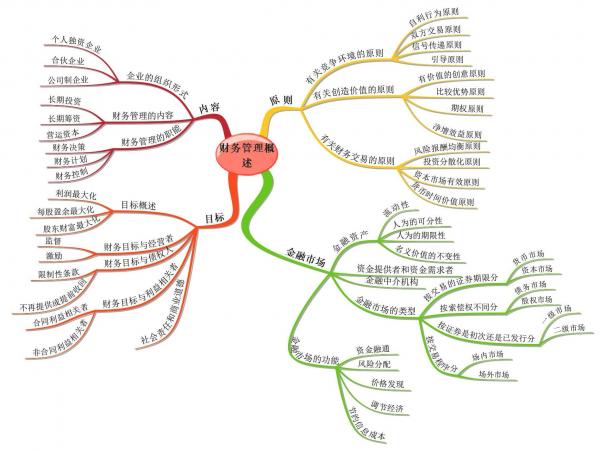 财务管理概
述
内容
企业的组织形式
个人独资企业
合伙企业
公司制企业
财务管理的内容
长期投资
长期筹资
营运资本
财务管理的职能
财务决策
财务计划
财务控制
目标
目标概述
利润最大化
每股盈余最大化
股东财富最大化
财务目标与经营者
监督
激励
财务目标与债权人
限制性条款
不再提供或提前收回
财务目标与利益相关者
合同利益相关者
非合同利益相关者
社会责任和商业道德
原则
有关竞争环境的原则
自利行为原则
双方交易原则
信号传递原则
引导原则
有关创造价值的原则
有价值的创意原则
比较优势原则
期权原则
净增效益原则
有关财务交易的原则
风险报酬均衡原则
投资分散化原则
资本市场有效原则
货币时间价值原则
金融市场
金融资产
流动性
人为的可分性
人为的期限性
名义价值的不变性
资金提供者和资金需求者
金融中介机构
金融市场的类型
按交易的证券期限分
货币市场
资本市场
按索偿权不同分
债务市场
股权市场
按证券是初次还是已发行分
一级市场
二级市场
按交易程序分
场内市场
场外市场
金融市场的功能
资金融通
风险分配
价格发现
调节经济
节约信息成本